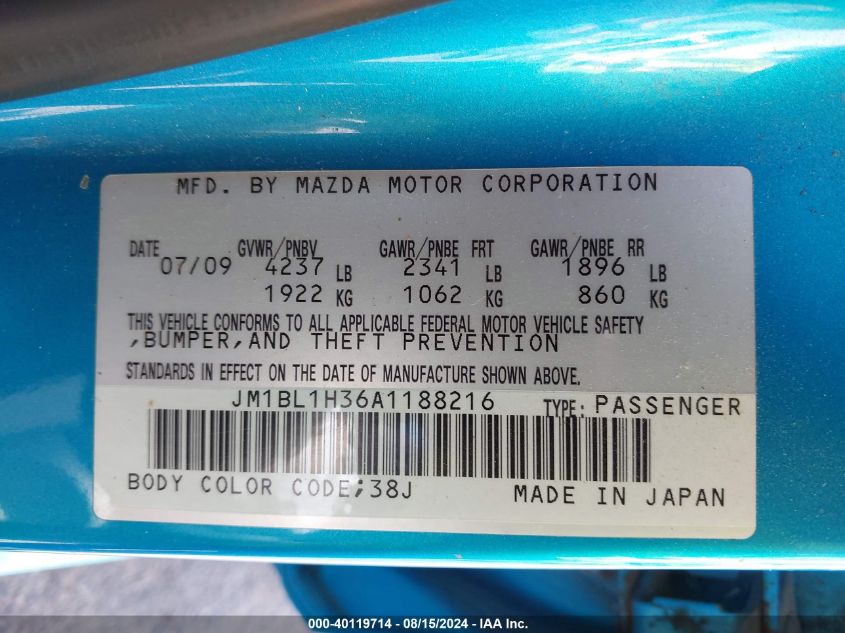 MFD. BY MAZDA MOTOR CORPORATION
DATE GVWR/PNBV GAWR/PNBE FRT GAWR/PNBE RR
07/09 4237 LB 2341 LB 1896 LB
1922 KG 1062 KG 860 KG
THIS VEHICLE CONFORMS TO ALL APPLICABLE FEDERAL MOTOR VEHICLE SAFETY
,BUMPER,AND THEFT PREVENTION
STANDARDS IN EFFECT ON THE DATE OF MANUFACTURE SHOWN ABOVE.
JM1BL1H36A1188216 TYPE: PASSENGER
BODY COLOR CODE;38J MADE IN JAPAN
000-40119714 - 08/15/2024 - IAA Inc.